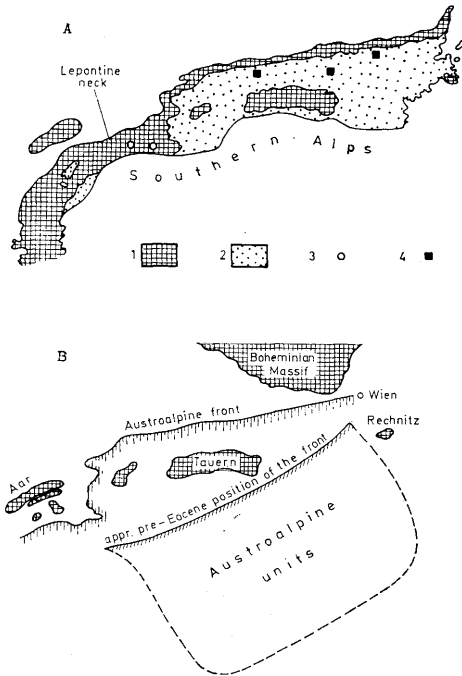 A
Lepontine
neck
Southern Alps
1 2 3 4
B
Boheminian
Massif
Wien
Austroalpine front
Rechnitz
Tauern
Aar
appr. pre-Eocene position of the front
Austroalpine
units